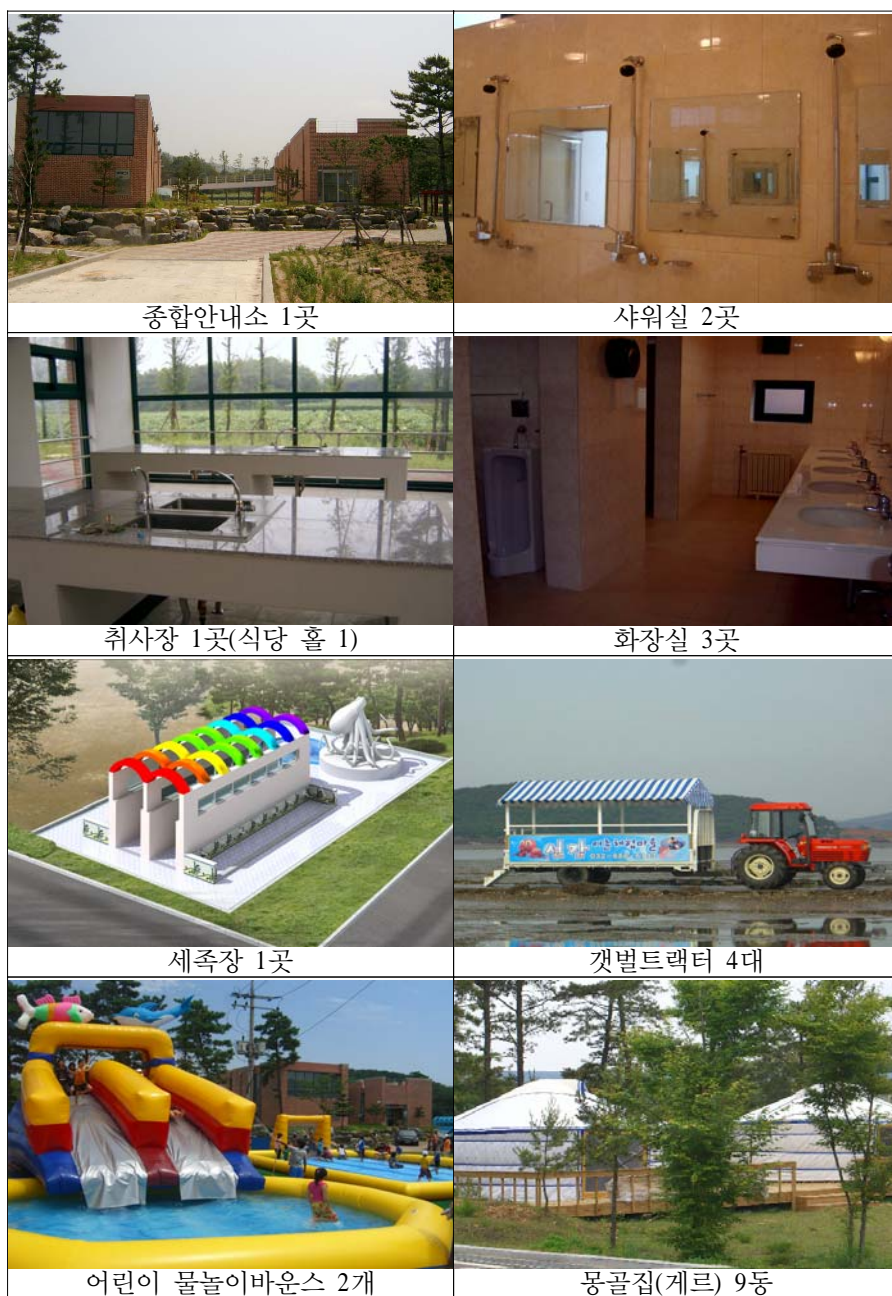 종합안내소 1곳
샤워실 2곳
취사장 1곳(식당 홀 1)
화장실 3곳
세족장 1곳
갯벌트랙터 4대
어린이 물놀이바운스 2개
몽골집(게르) 9동